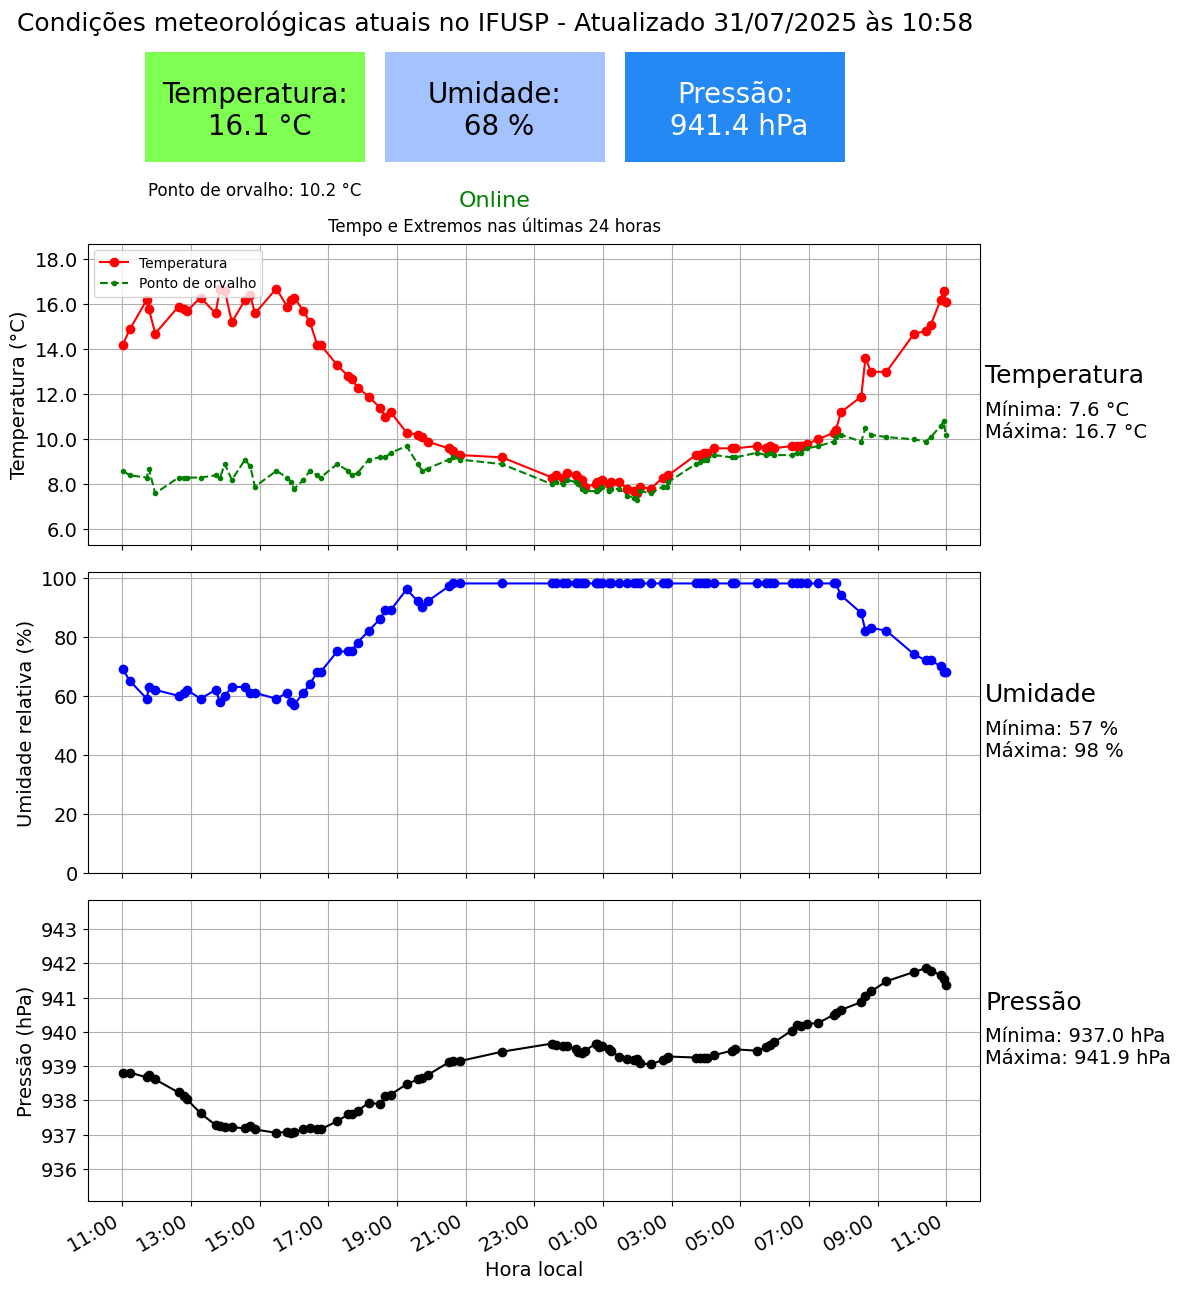 Condições meteorológicas atuais no IFUSP - Atualizado 31/07/2025 às 10:58
Temperatura:
16.1 °C
Umidade:
68 %
Pressão:
941.4 hPa
Ponto de orvalho: 10.2 °C
Online
Tempo e Extremos nas últimas 24 horas
Temperatura
Ponto de orvalho
18.0
16.0
14.0
12.0
10.0
8.0
6.0
Temperatura (°C)
Temperatura
Mínima: 7.6 °C
Máxima: 16.7 °C
100
80
60
40
20
0
Umidade relativa (%)
Umidade
Mínima: 57 %
Máxima: 98 %
943
942
941
940
939
938
937
936
Pressão (hPa)
Pressão
Mínima: 937.0 hPa
Máxima: 941.9 hPa
11:00
13:00
15:00
17:00
19:00
21:00
23:00
01:00
03:00
05:00
07:00
09:00
11:00
Hora local